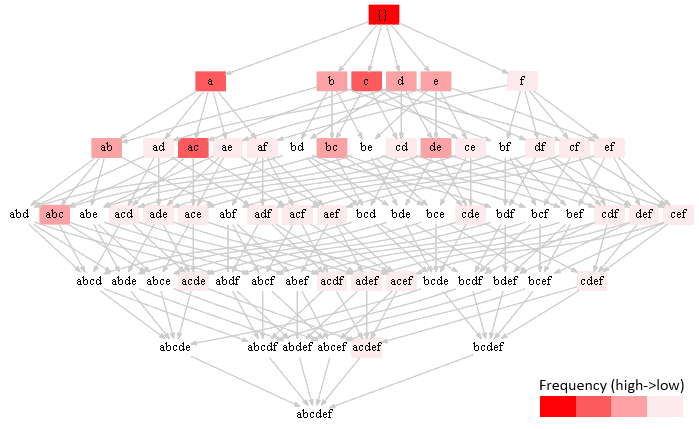 {}
a b c d e f
ab ad ac ae af bd bc be cd de ce bf df cf ef
abd abc abe acd ade ace abf adf acf aef bcd bde bce cde bdf bcf bef cdf def cef
abcd abde abce acde abdf abcf abef acdf adef acef bcde bcdf bdef bcef cdef
abcde abcdf abdef abcef acdef bcdef
abcdef
Frequency (high->low)